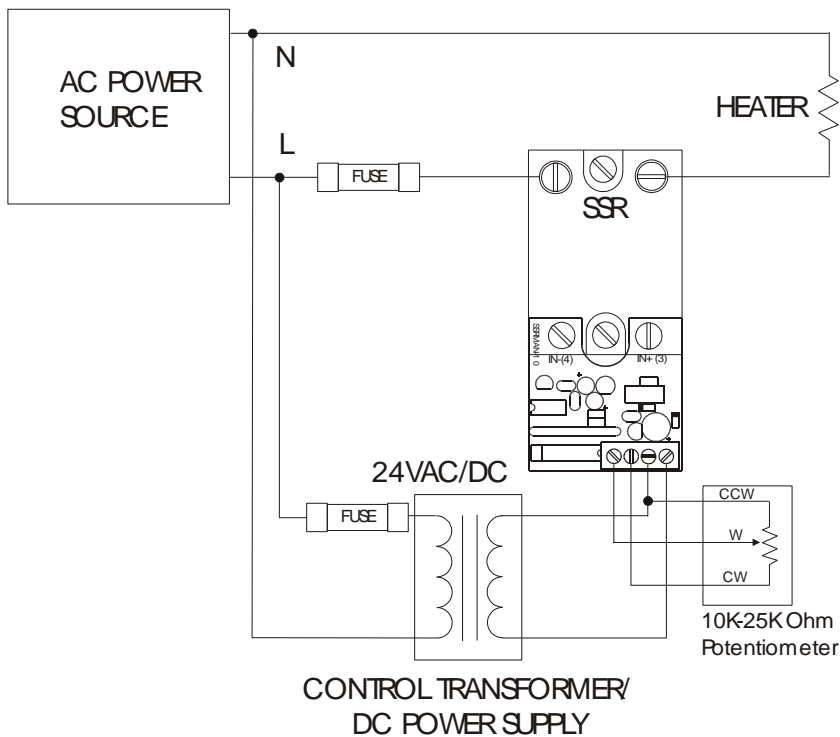 AC POWER
SOURCE
N
L
HEATER
FUSE
SSR
IN-(4)
IN+ (3)
24VAC/DC
FUSE
CCW
W
CW
10K-25K Ohm
Potentiometer
CONTROL TRANSFORMER/
DC POWER SUPPLY